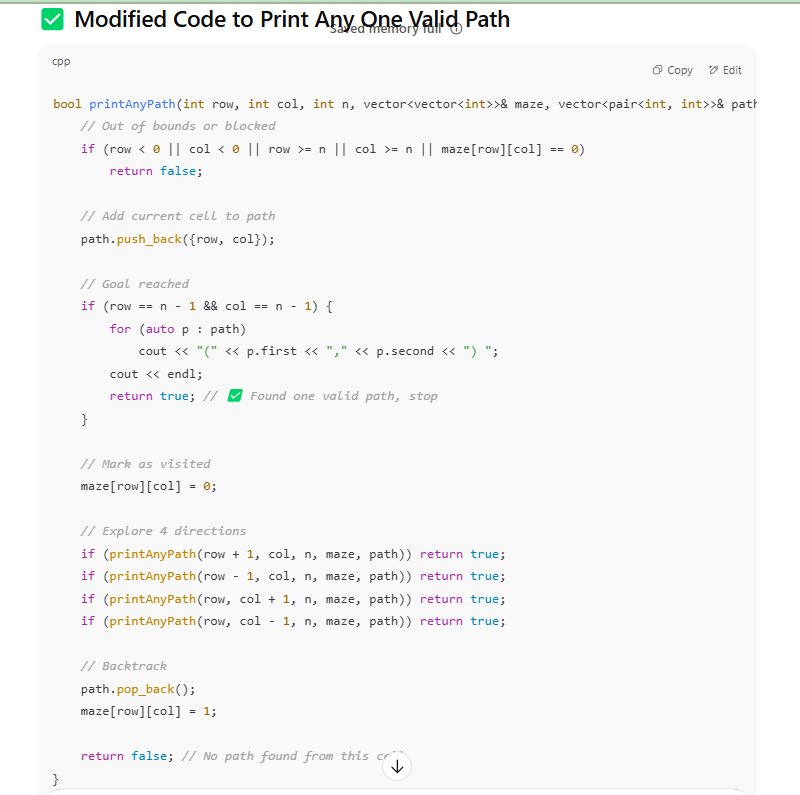 Modified Code to Print Any One Valid Path
Saved memory full
cpp
Copy
Edit
bool printAnyPath(int row, int col, int n, vector<vector<int>>& maze, vector<pair<int, int>>& path
// Out of bounds or blocked
if (row < 0 || col < 0 || row >= n || col >= n || maze[row][col] == 0)
return false;
// Add current cell to path
path.push_back({row, col});
// Goal reached
if (row == n - 1 && col == n - 1) {
for (auto p : path)
cout << "(" << p.first << "," << p.second << ") ";
cout << endl;
return true; // ✅ Found one valid path, stop
}
// Mark as visited
maze[row][col] = 0;
// Explore 4 directions
if (printAnyPath(row + 1, col, n, maze, path)) return true;
if (printAnyPath(row - 1, col, n, maze, path)) return true;
if (printAnyPath(row, col + 1, n, maze, path)) return true;
if (printAnyPath(row, col - 1, n, maze, path)) return true;
// Backtrack
path.pop_back();
maze[row][col] = 1;
return false; // No path found from this
}